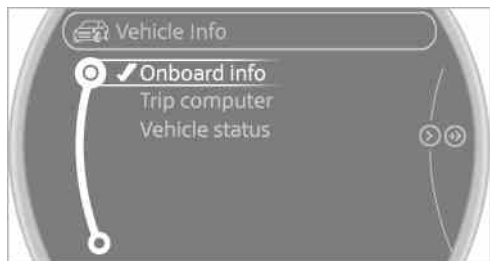 Vehicle Info
Onboard info
Trip computer
Vehicle status